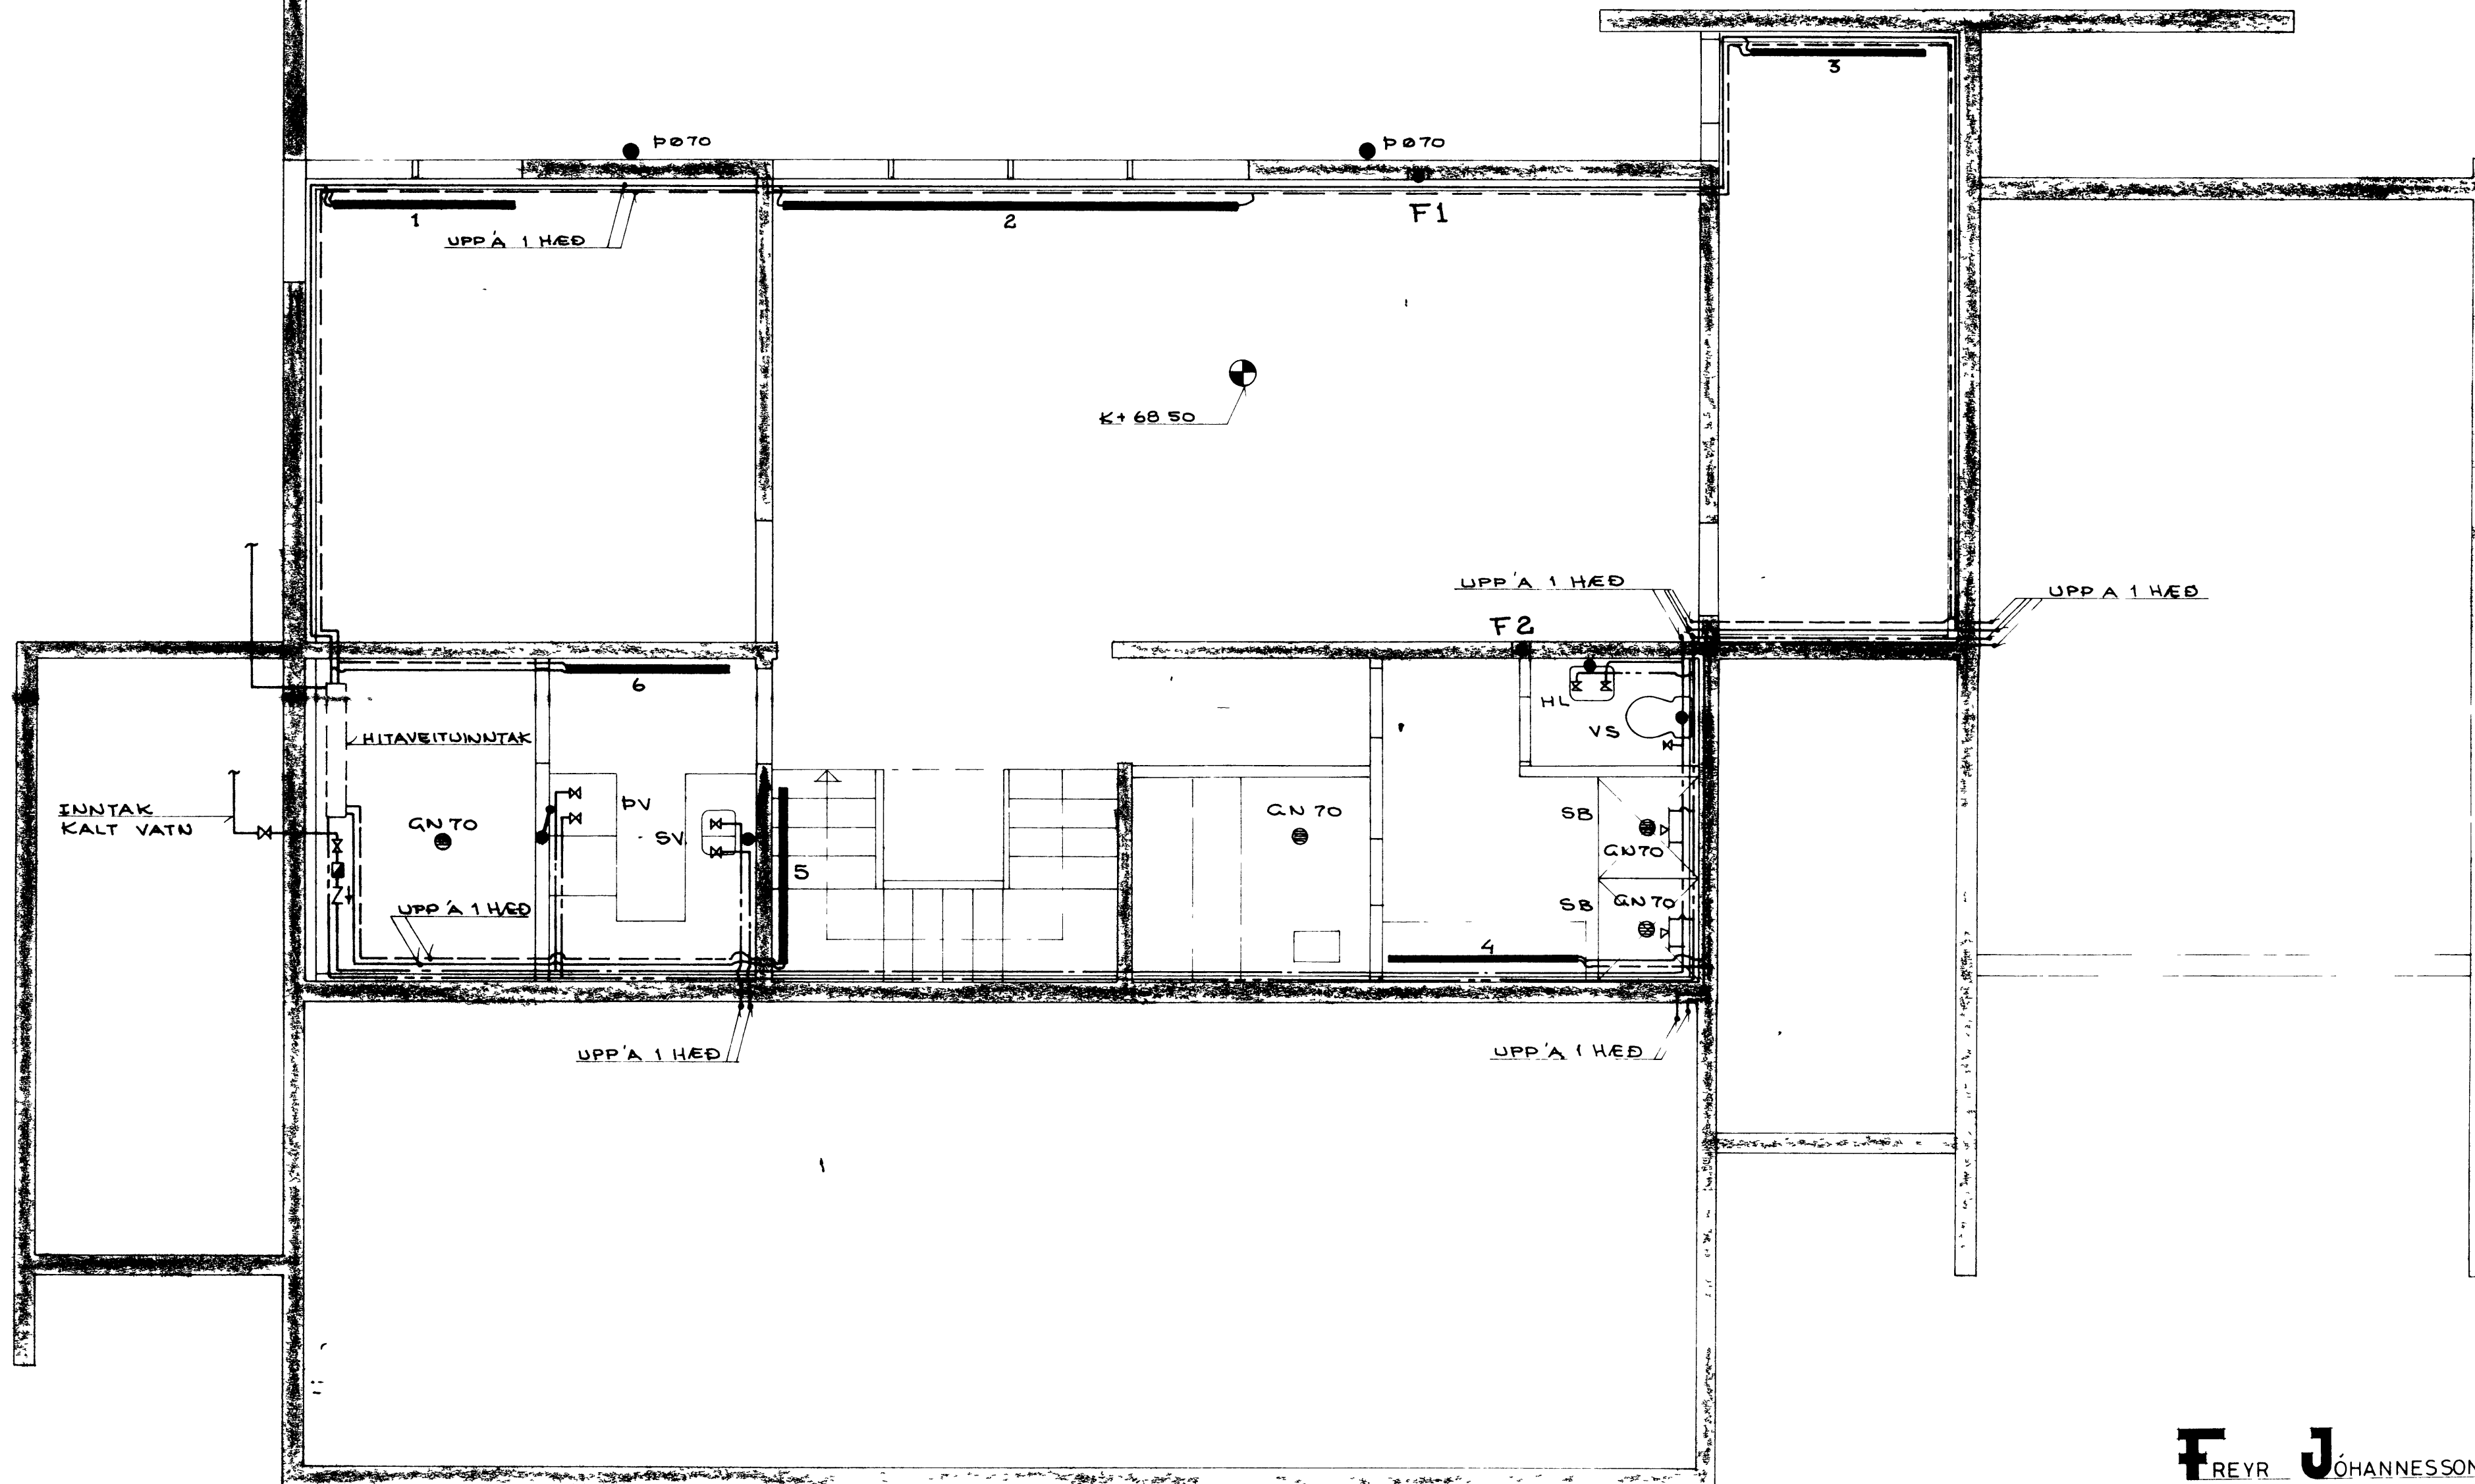 3
ÞØ70
ÞØ70
1
2
F1
UPP Á 1 HÆÐ
K+ 68 50
UPP Á 1 HÆÐ
UPP A 1 HÆÐ
F2
6
HL
HITAVEITUINNTAK
VS
INNTAK
KALT VATN
ÞV
GN 70
SV
GN 70
SB
GN70
5
UPP Á 1 HÆÐ
SB
GN 70
4
UPP Á 1 HÆÐ
UPP Á 1 HÆÐ
FREYR JÓHANNESSON